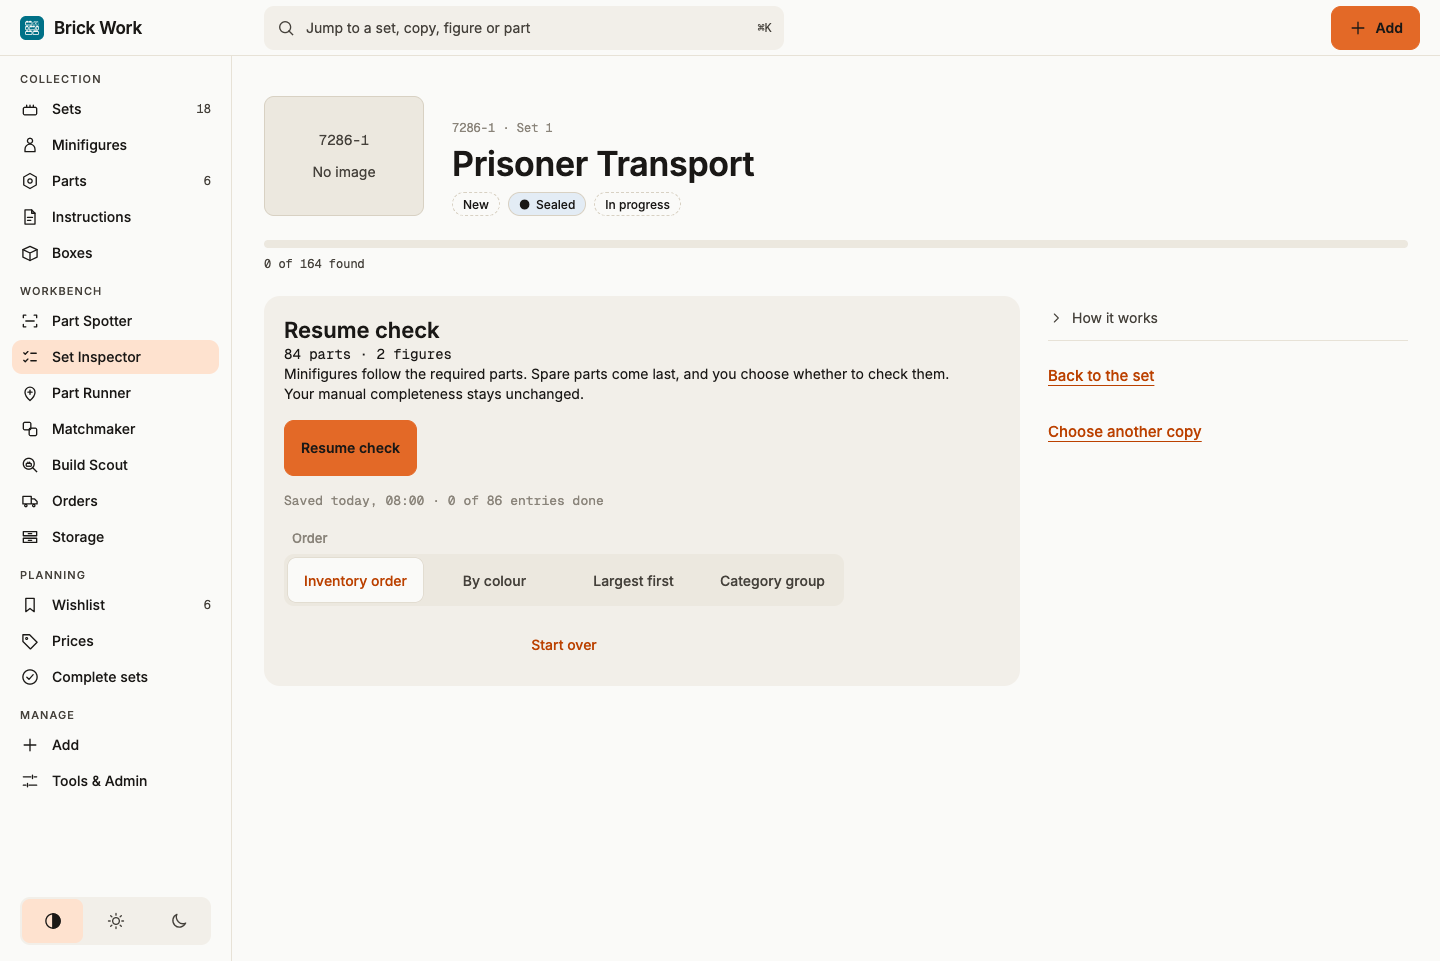 Brick Work
Jump to a set, copy, figure or part
⌘K
Add
COLLECTION
Sets 18
Minifigures
Parts 6
Instructions
Boxes
WORKBENCH
Part Spotter
Set Inspector
Part Runner
Matchmaker
Build Scout
Orders
Storage
PLANNING
Wishlist 6
Prices
Complete sets
MANAGE
Add
Tools & Admin
7286-1
No image
7286-1 · Set 1
Prisoner Transport
New
Sealed
In progress
0 of 164 found
Resume check
84 parts · 2 figures
Minifigures follow the required parts. Spare parts come last, and you choose whether to check them.
Your manual completeness stays unchanged.
Resume check
Saved today, 08:00 · 0 of 86 entries done
Order
Inventory order
By colour
Largest first
Category group
Start over
How it works
Back to the set
Choose another copy